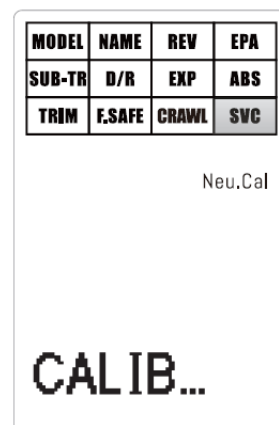 MODEL NAME REV EPA
SUB-TR D/R EXP ABS
TRIM F.SAFE CRAWL SVC
Neu.Cal
CALIB...